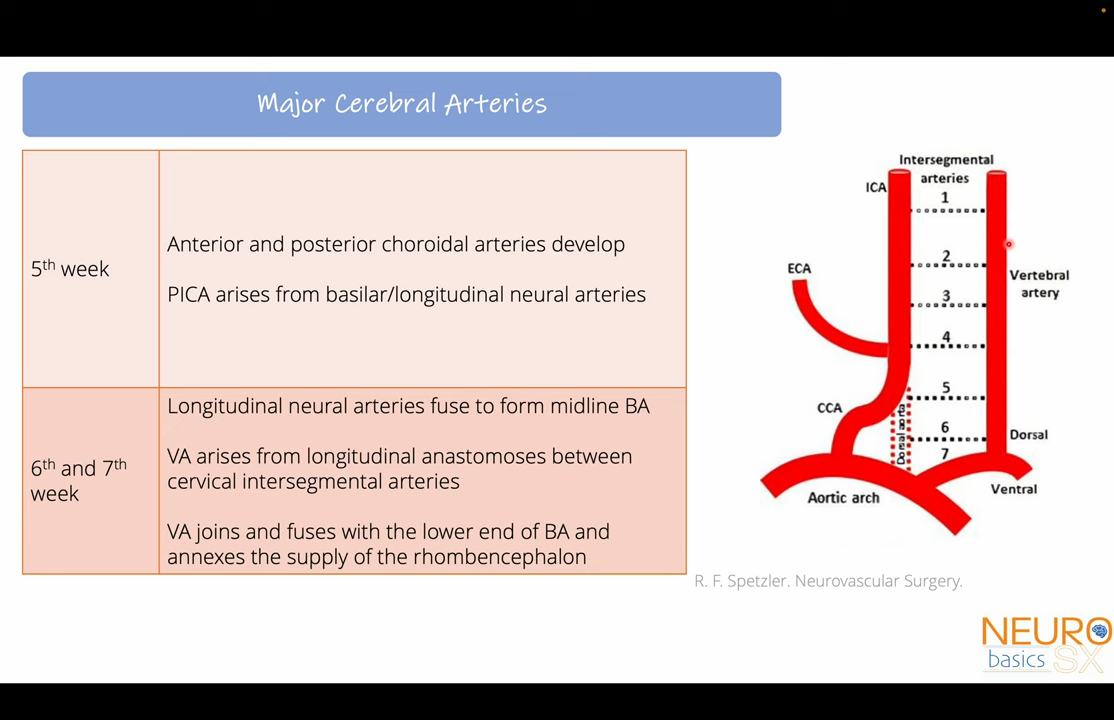 Major Cerebral Arteries
5th week
Anterior and posterior choroidal arteries develop
PICA arises from basilar/longitudinal neural arteries
6th and 7th
week
Longitudinal neural arteries fuse to form midline BA
VA arises from longitudinal anastomoses between
cervical intersegmental arteries
VA joins and fuses with the lower end of BA and
annexes the supply of the rhombencephalon
Intersegmental
arteries
ICA
1
2
ECA
Vertebral
artery
3
4
5
CCA
6
Dorsal
7
Ventral
Aortic arch
R. F. Spetzler. Neurovascular Surgery.
NEURO
basics SX